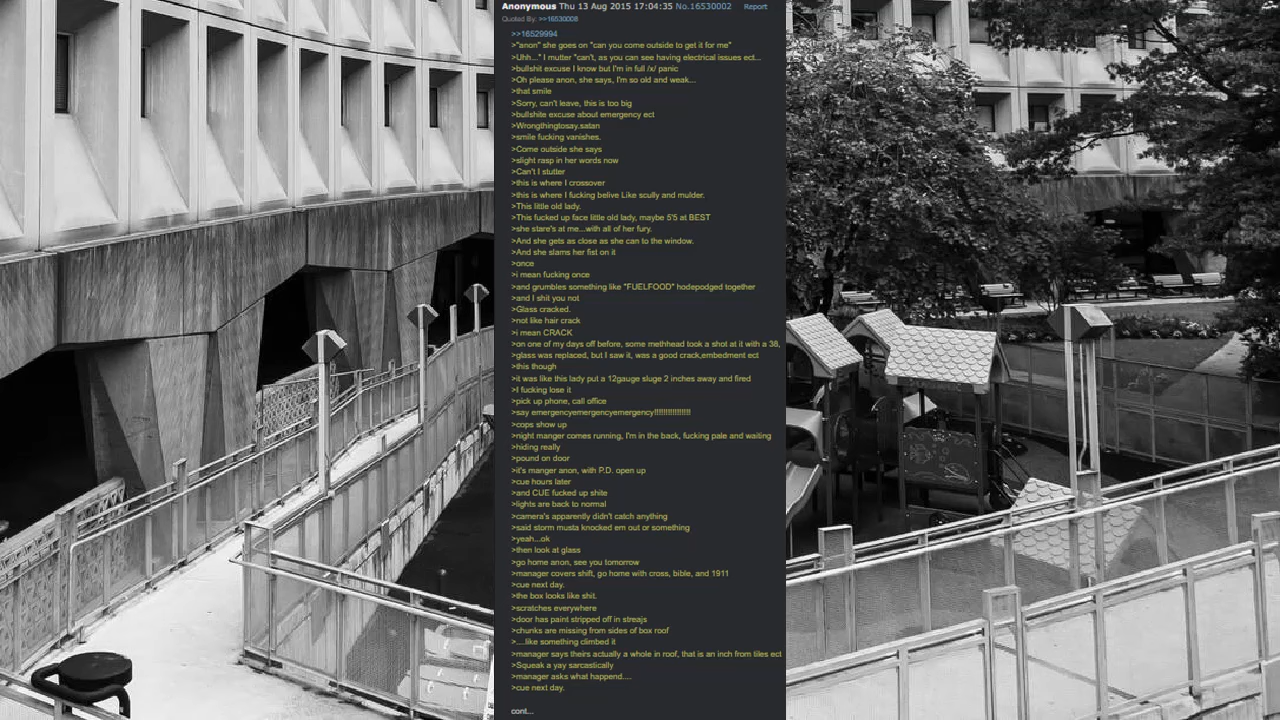 Anonymous Thu 13 Aug 2015 17:04:35 No.16530002 Report
Quoted By: >>16530008
>>16529994
>"anon" she goes on "can you come outside to get it for me"
>"Uhh..." I mutter "can't, as you can see having electrical issues ect...
>bullshit excuse I know but I'm in full /x/ panic
>Oh please anon, she says, I'm so old and weak...
>that smile
>Sorry, can't leave, this is too big
>bullshite excuse about emergency ect
>Wrongthingtosay.satan
>smile fucking vanishes.
>Come outside she says
>slight rasp in her words now
>Can't I stutler
>this is where I crossover
>this is where I fucking belive Like scully and mulder.
>This little old lady.
>This fucked up face little old lady, maybe 5'5 at BEST
>she stare's at me...with all of her fury.
>And she gets as close as she can to the window.
>And she slams her fist on it
>once
>i mean fucking once
>and grumbles something like "FUELFOOD" hodepodged together
>and I shit you not
>Glass cracked.
>not like hair crack
>i mean CRACK
>on one of my days off before, some methhead took a shot at it with a 38,
>glass was replaced, but I saw it, was a good crack,embedment ect
>this though
>it was like this lady put a 12gauge sluge 2 inches away and fired
>I fucking lose it
>pick up phone, call office
>say emergencyemergencyemergency!!!!!!!!!!!!!!!!
>cops show up
>night manger comes running, I'm in the back, fucking pale and waiting
>hiding really
>pound on door
>it's manger anon, with P.D. open up
>cue hours later
>and CUE fucked up shite
>lights are back to normal
>camera's apparently didn't catch anything
>said storm musta knocked em out or something
>yeah...ok
>then look at glass
>go home anon, see you tomorrow
>manager covers shift, go home with cross, bible, and 1911
>cue next day.
>the box looks like shit.
>scratches everywhere
>door has paint stripped off in streajs
>chunks are missing from sides of box roof
>....like something climbed it
>manager says theirs actually a whole in roof, that is an inch from tiles ect
>Squeak a yay sarcastically
>manager asks what happend....
>cue next day.
cont...